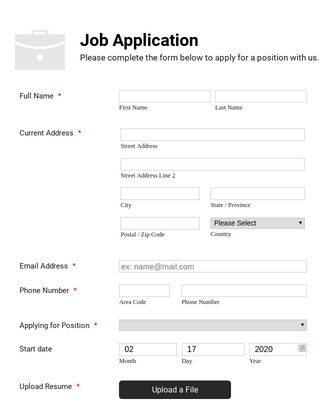 Job Application
Please complete the form below to apply for a position with us.
Full Name *
First Name Last Name
Current Address *
Street Address
Street Address Line 2
City State / Province
Please Select
Postal / Zip Code Country
Email Address * ex: name@mail.com
Phone Number *
Area Code Phone Number
Applying for Position *
Start date 02 17 2020
Month Day Year
Upload Resume * Upload a File